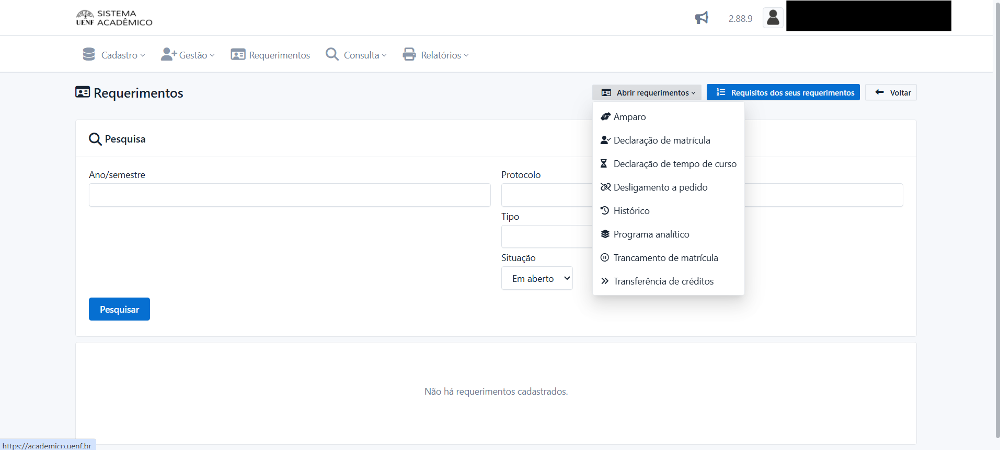 UENF SISTEMA ACADÊMICO
2.88.9
Cadastro Gestão Requerimentos Consulta Relatórios
Requerimentos
Abrir requerimentos Requisitos dos seus requerimentos Voltar
Amparo
Declaração de matrícula
Declaração de tempo de curso
Desligamento a pedido
Histórico
Programa analítico
Trancamento de matrícula
Transferência de créditos
Pesquisa
Ano/semestre
Protocolo
Tipo
Situação
Em aberto
Pesquisar
Não há requerimentos cadastrados.
https://academico.uenf.br